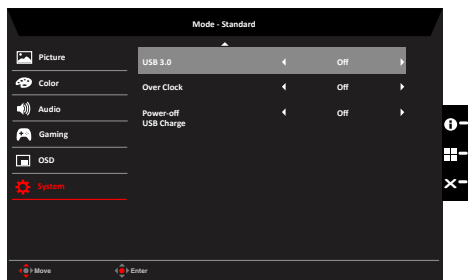 Mode - Standard
Picture
Color
Audio
Gaming
OSD
System
USB 3.0 Off
Over Clock Off
Power-off Off
USB Charge
Move Enter